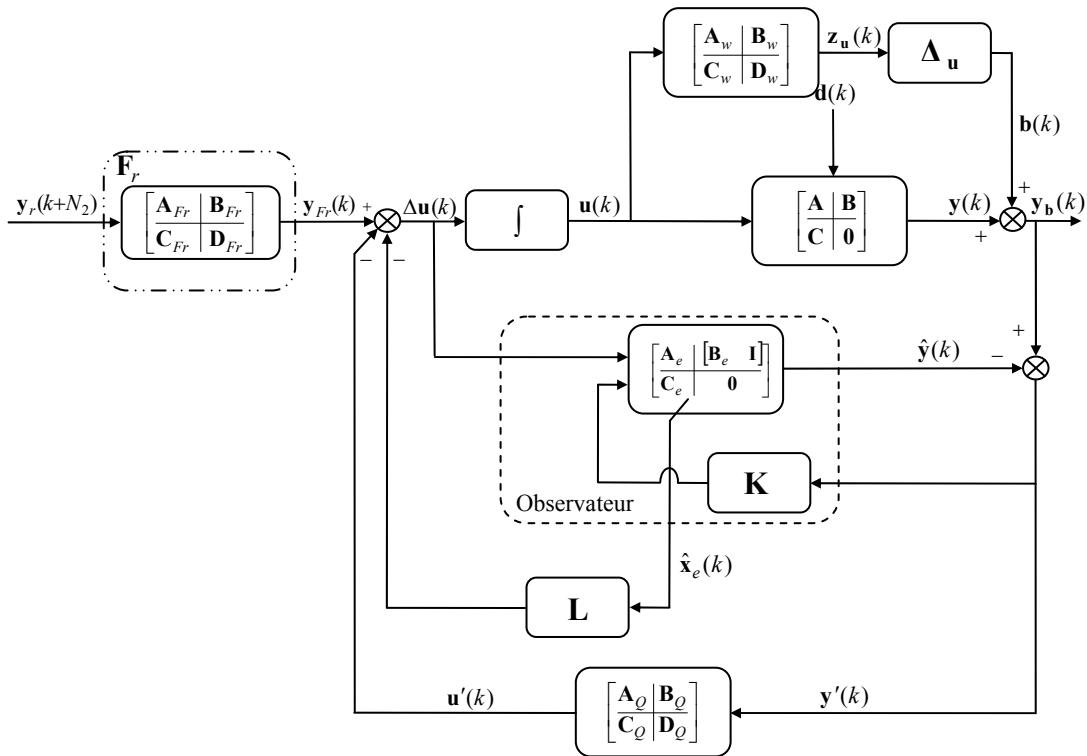 A_w | B_w
C_w | D_w
z_u(k)
Δ_u
d(k)
b(k)
F_r
y_r(k+N_2)
A_Fr | B_Fr
C_Fr | D_Fr
y_Fr(k)
+
Δu(k)
∫
u(k)
A | B
C | 0
y(k)
+
+
y_b(k)
−
−
+
A_e | [B_e I]
C_e | 0
ŷ(k)
−
K
Observateur
x̂_e(k)
L
u′(k)
A_Q | B_Q
C_Q | D_Q
y′(k)